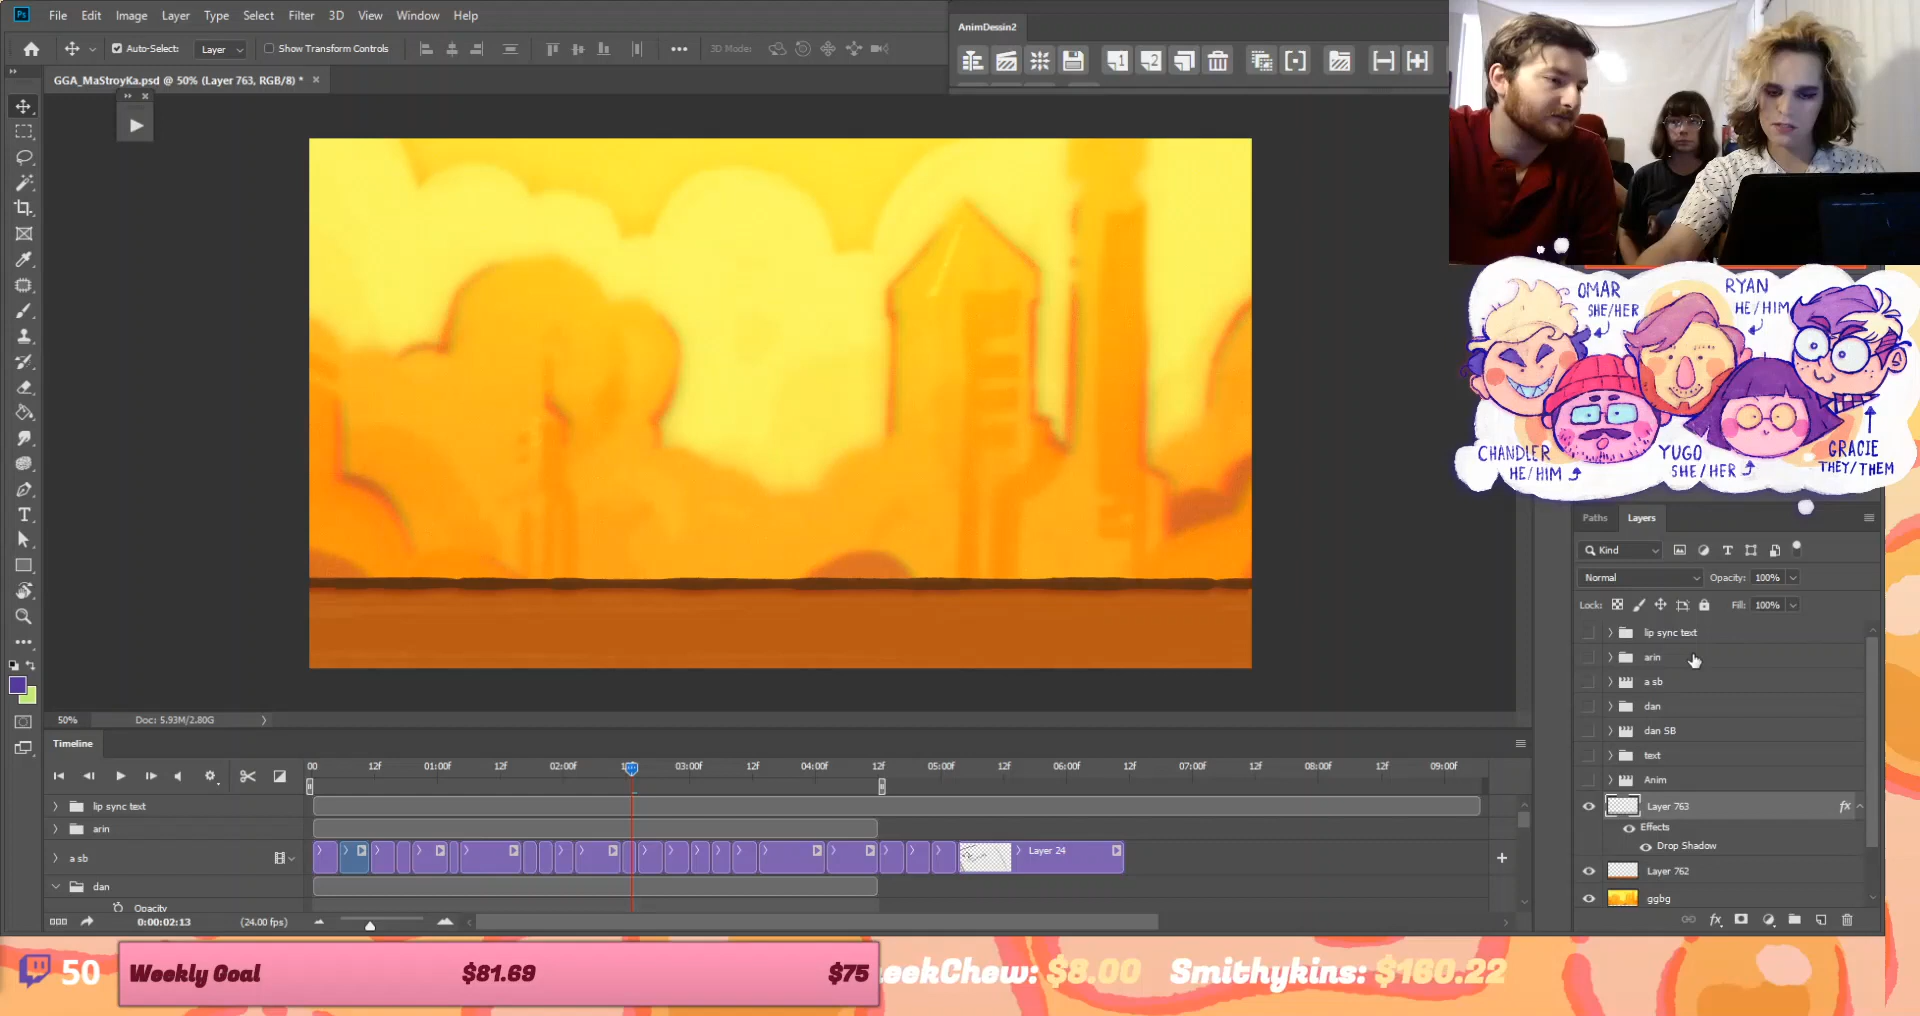 Ps File Edit Image Layer Type Select Filter 3D View Window Help
Auto-Select: Layer Show Transform Controls 3D Mode:
AnimDessin2
GGA_MaStroyKa.psd @ 50% (Layer 763, RGB/8) *
OMAR
SHE/HER
RYAN
HE/HIM
CHANDLER
HE/HIM
YUGO
SHE/HER
GRACIE
THEY/THEM
Paths Layers
Kind
Normal Opacity: 100%
Lock: Fill: 100%
lip sync text
arin
a sb
dan
dan SB
text
Anim
Layer 763 fx
Effects
Drop Shadow
Layer 762
ggbg
50% Doc: 5.93M/2.80G
Timeline
00 12f 01:00f 12f 02:00f 03:00f 12f 04:00f 12f 05:00f 12f 06:00f 12f 07:00f 12f 08:00f 12f 09:00f
lip sync text
arin
a sb
Layer 24
dan
Opacity
0:00:02:13 (24.00 fps)
50 Weekly Goal $81.69 $75 eekChew: $8.00 Smithykins: $160.22